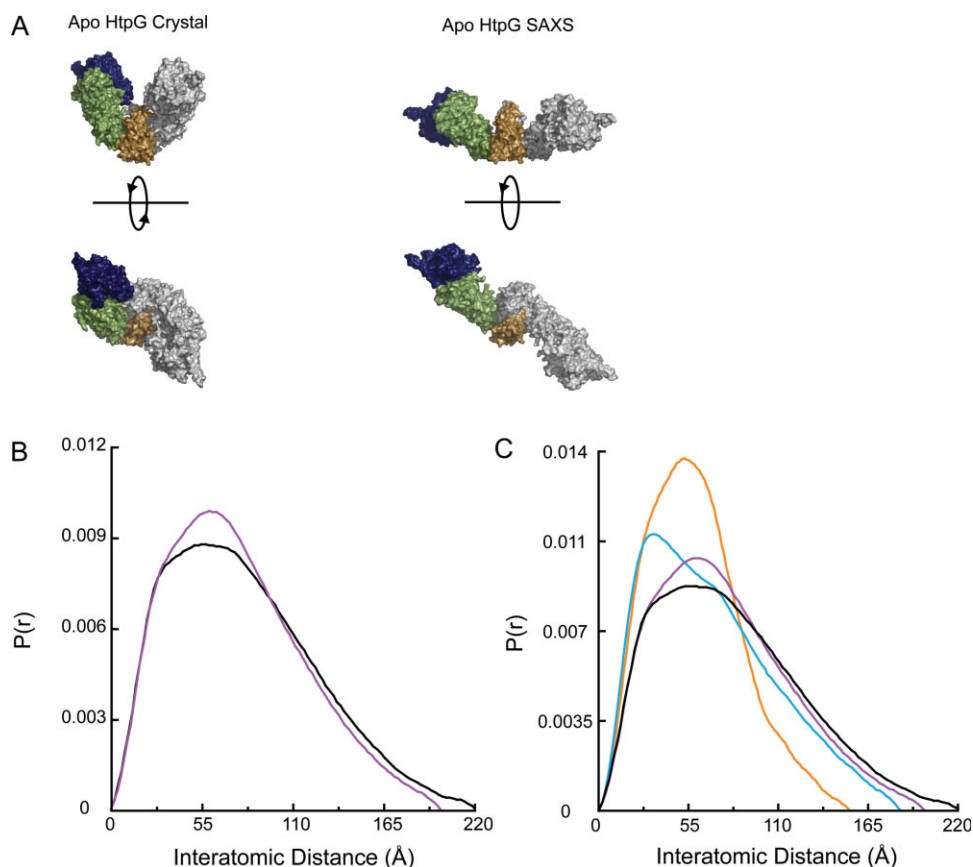 A
Apo HtpG Crystal
Apo HtpG SAXS
B
0.012
0.009
0.006
0.003
0
P(r)
0
55
110
165
220
Interatomic Distance (Å)
C
0.014
0.011
0.007
0.0035
0
P(r)
0
55
110
165
220
Interatomic Distance (Å)